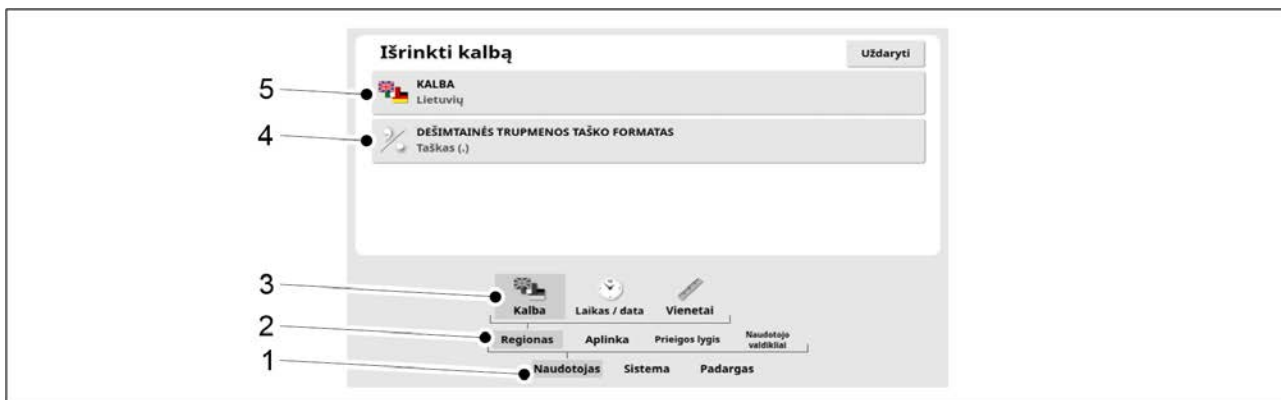 Išrinkti kalbą
Uždaryti
5
KALBA
Lietuvių
4
DEŠIMTAINĖS TRUPMENOS TAŠKO FORMATAS
Taškas (.)
3
Kalba Laikas / data Vienetai
2
Regionas Aplinka Prieigos lygis Naudotojo
valdikliai
1
Naudotojas Sistema Padargas